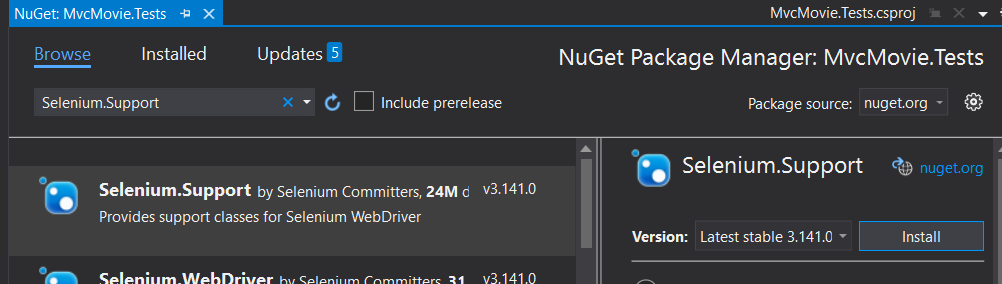 NuGet: MvcMovie.Tests
MvcMovie.Tests.csproj
Browse
Installed
Updates 5
NuGet Package Manager: MvcMovie.Tests
Selenium.Support
Include prerelease
Package source: nuget.org
Selenium.Support by Selenium Committers, 24M d
v3.141.0
Provides support classes for Selenium WebDriver
Selenium.WebDriver by Selenium Committers, 31
v3.141.0
Selenium.Support
nuget.org
Version: Latest stable 3.141.0
Install